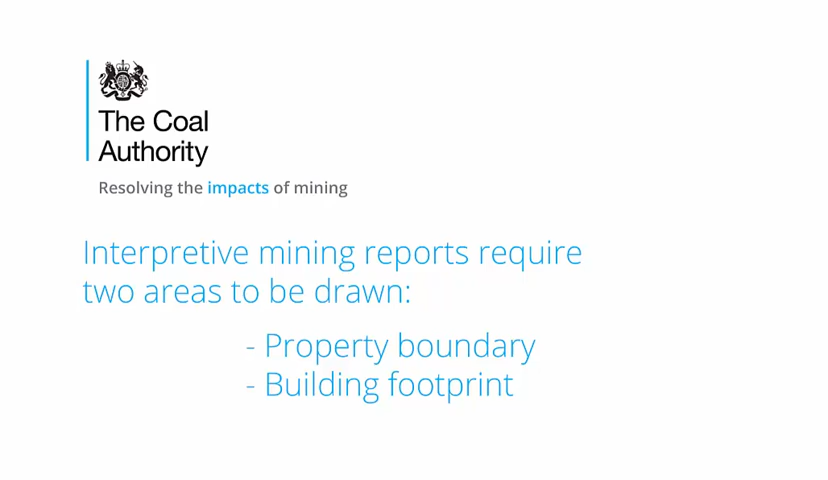 The Coal
Authority
Resolving the impacts of mining
Interpretive mining reports require
two areas to be drawn:
- Property boundary
- Building footprint